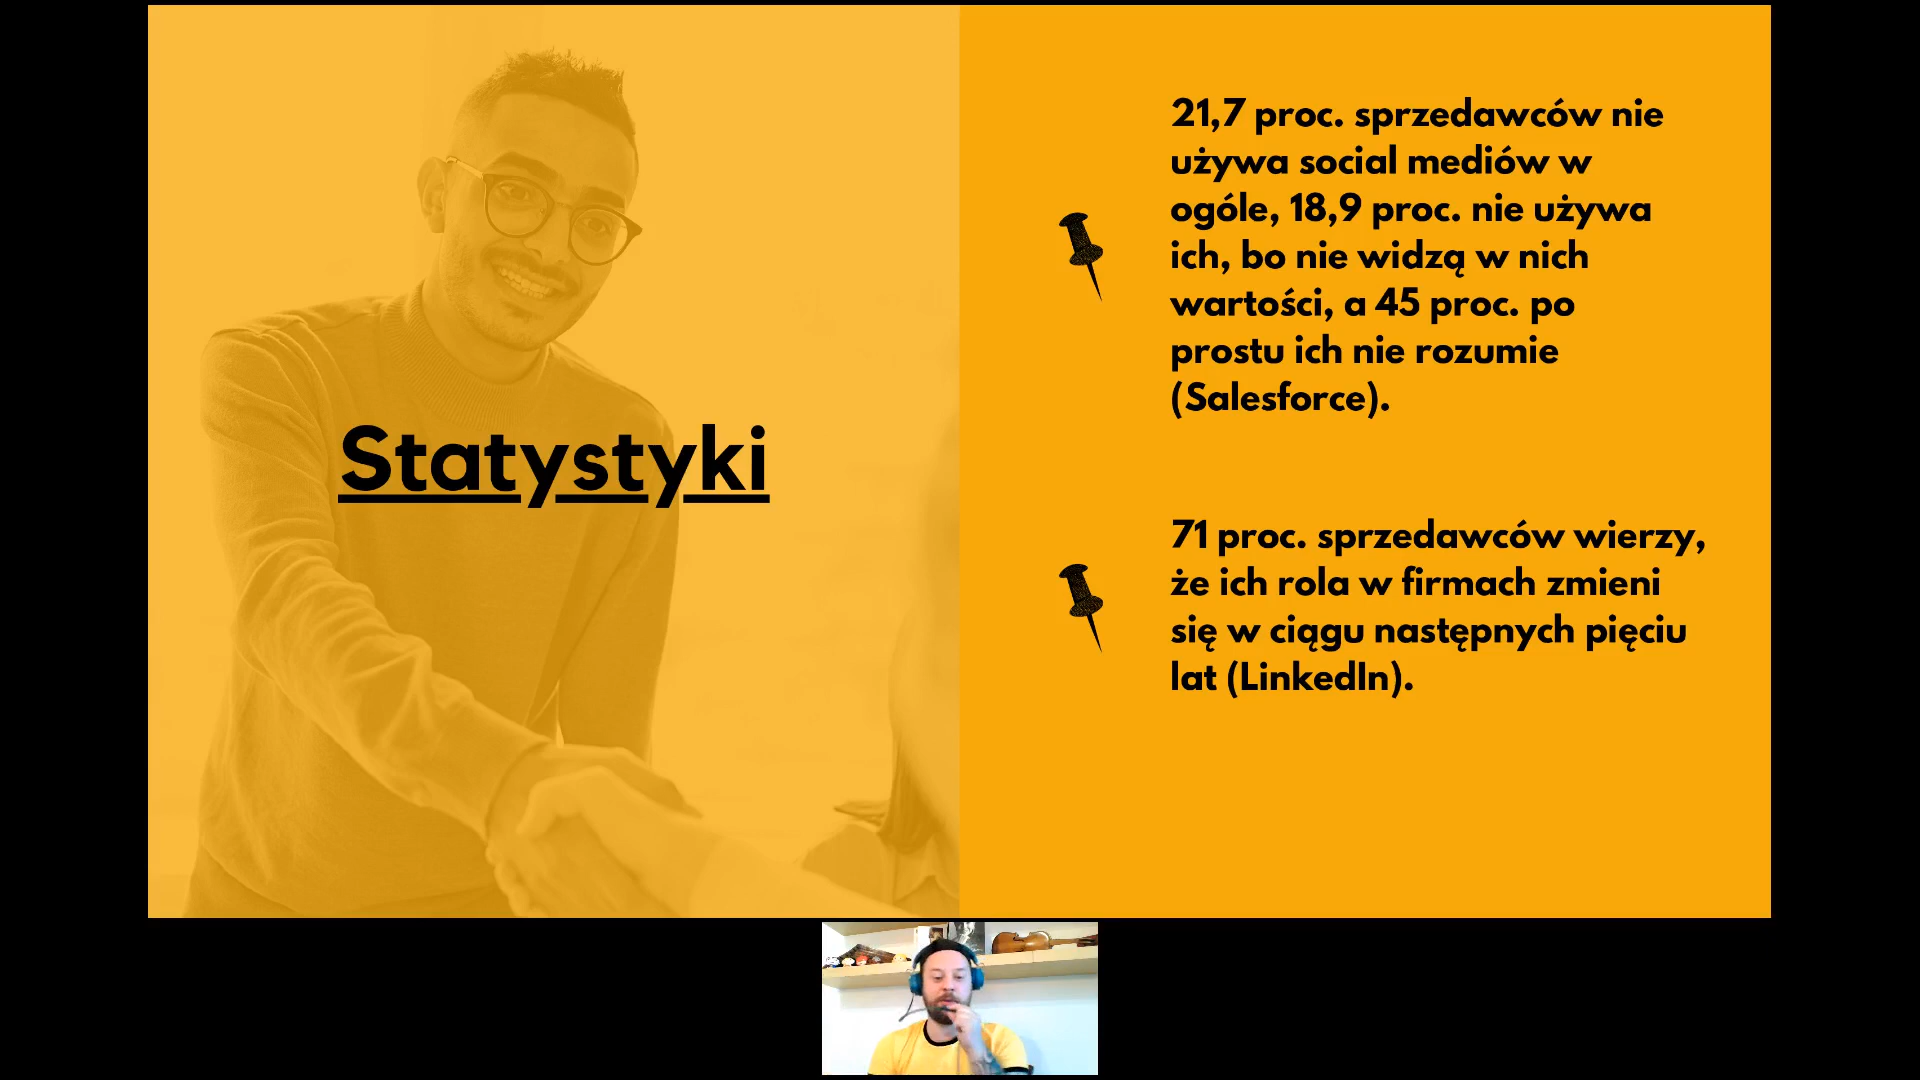 Statystyki
21,7 proc. sprzedawców nie
używa social mediów w
ogóle, 18,9 proc. nie używa
ich, bo nie widzą w nich
wartości, a 45 proc. po
prostu ich nie rozumie
(Salesforce).
71 proc. sprzedawców wierzy,
że ich rola w firmach zmieni
się w ciągu następnych pięciu
lat (LinkedIn).